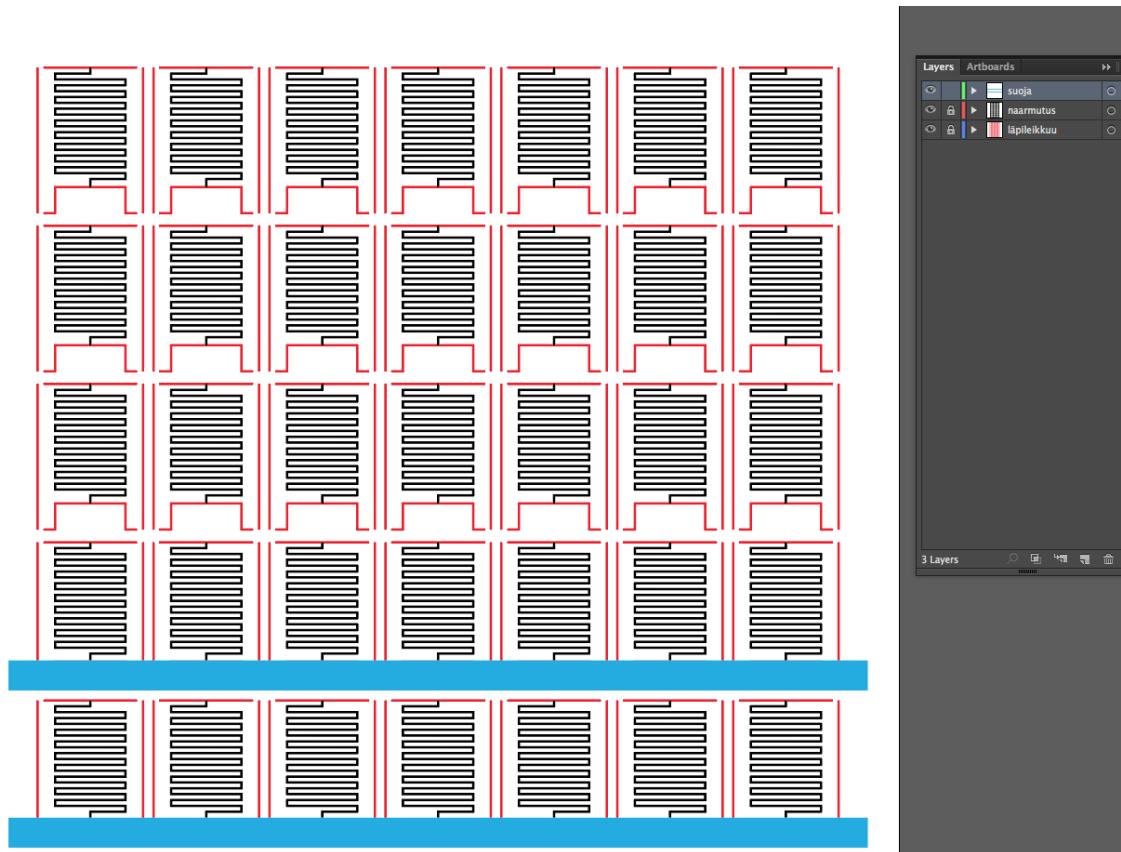 Layers Artboards
suoja
naarmutus
läpileikkuu
3 Layers